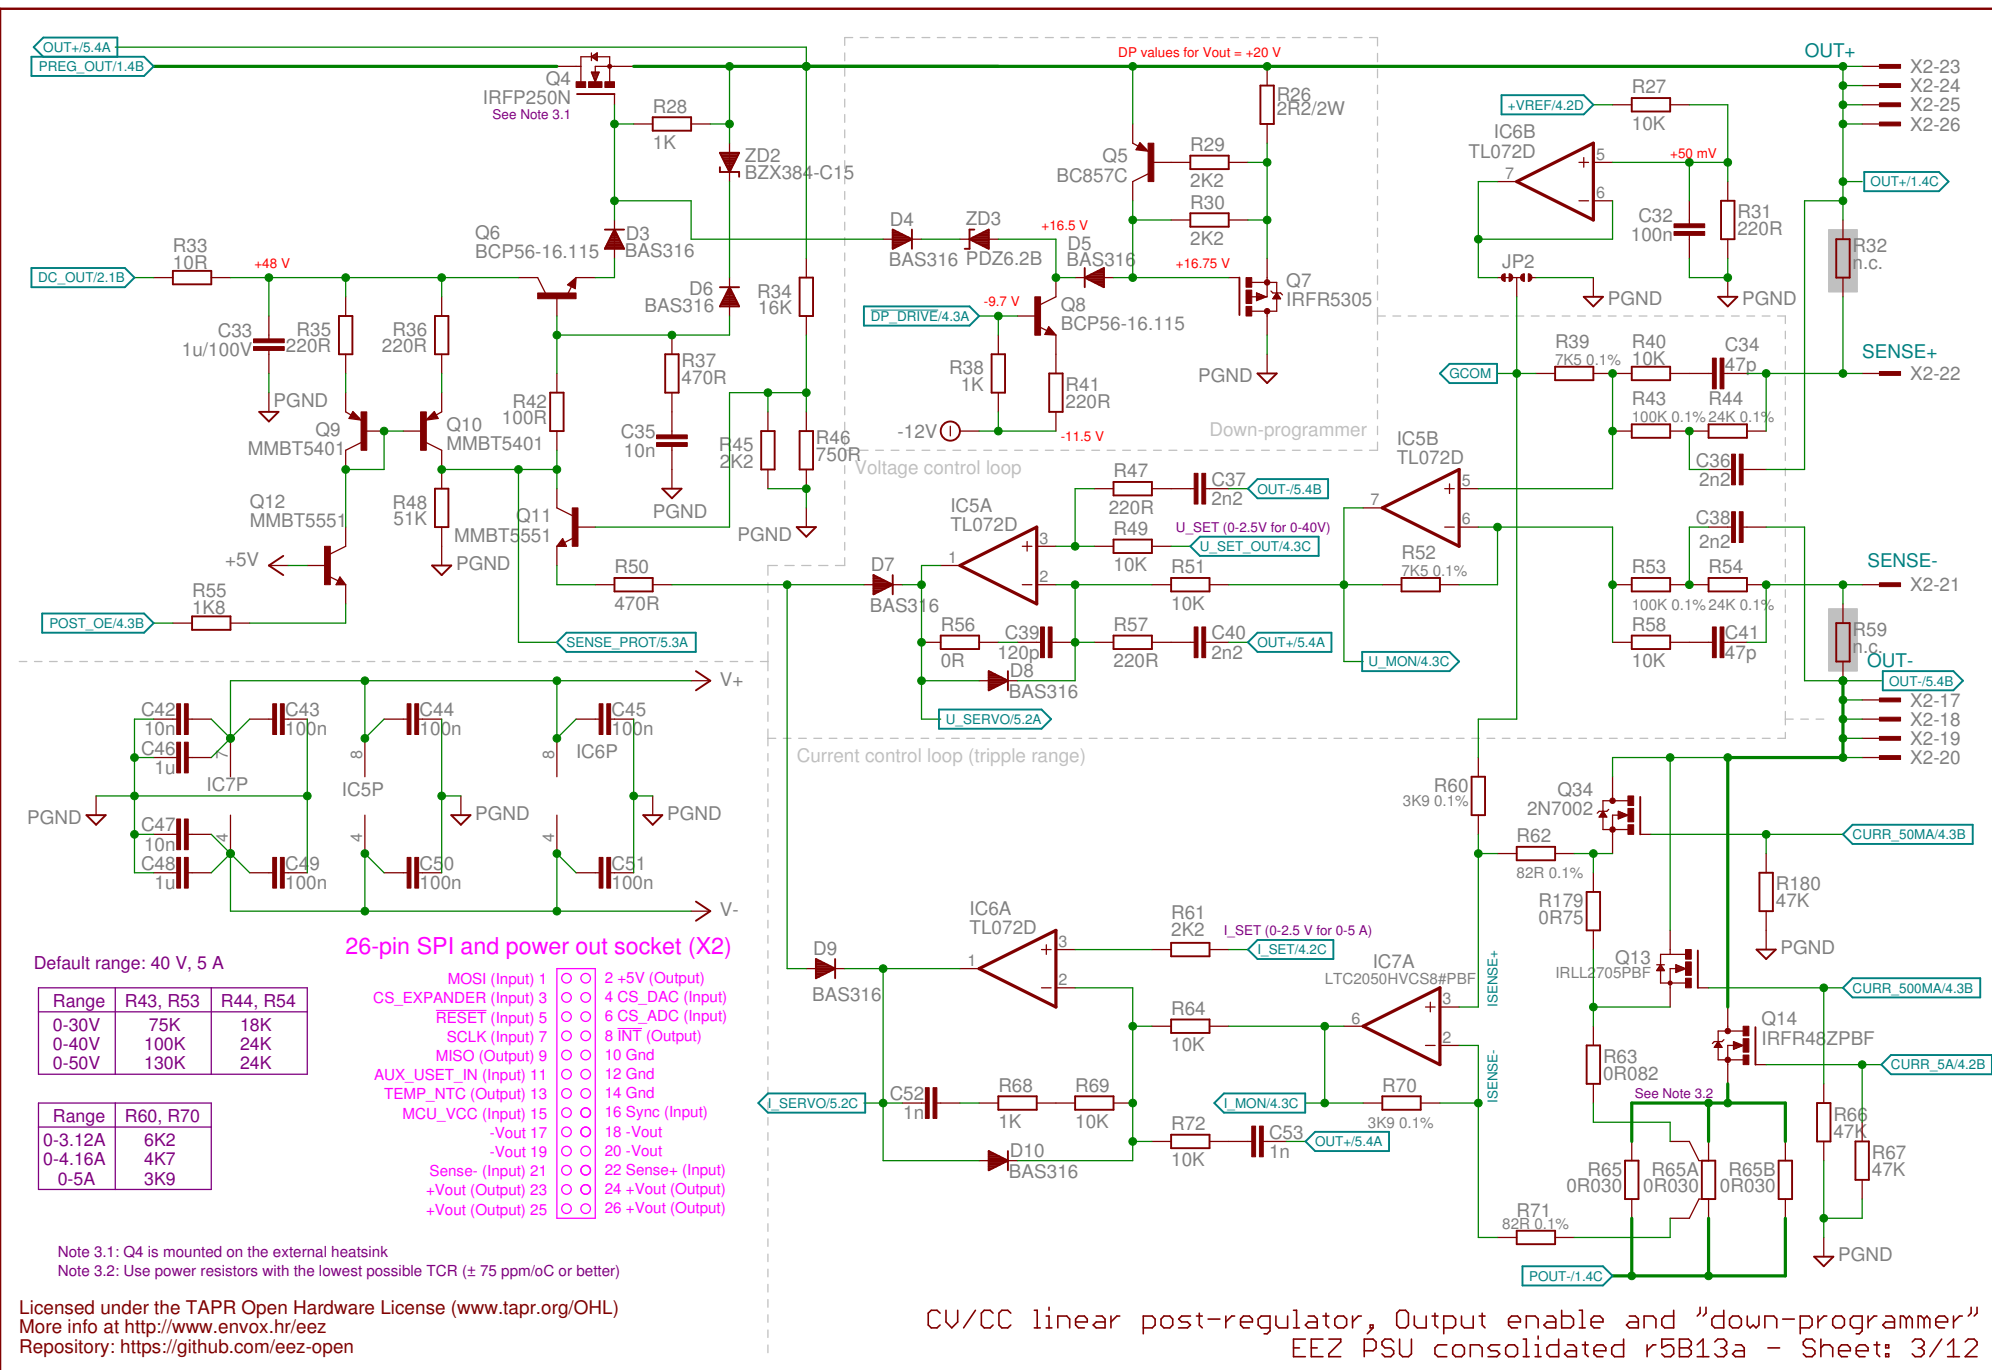 OUT+/5.4A
PREG_OUT/1.4B
Q4
IRFP250N
See Note 3.1
R28
1K
ZD2
BZX384-C15
DP values for Vout = +20 V
R26
2R2/2W
Q5
BC857C
R29
2K2
R30
2K2
+VREF/4.2D
R27
10K
IC6B
TL072D
+50 mV
5
6
7
C32
100n
R31
220R
JP2
PGND
PGND
OUT+
X2-23
X2-24
X2-25
X2-26
OUT+/1.4C
R32
n.c.
SENSE+
X2-22
R33
10R
DC_OUT/2.1B
+48 V
Q6
BCP56-16.115
D3
BAS316
D4
BAS316
ZD3
PDZ6.2B
+16.5 V
D5
BAS316
+16.75 V
Q7
IRFR5305
D6
BAS316
R34
16K
-9.7 V
DP_DRIVE/4.3A
Q8
BCP56-16.115
C33
1u/100V
R35
220R
R36
220R
R37
470R
R38
1K
R41
220R
PGND
-12V
-11.5 V
Down-programmer
PGND
Q9
MMBT5401
Q10
MMBT5401
R42
100R
C35
10n
R45
2K2
R46
750R
PGND
PGND
Q12
MMBT5551
R48
51K
Q11
MMBT5551
PGND
+5V
R55
1K8
POST_OE/4.3B
R50
470R
SENSE_PROT/5.3A
Voltage control loop
GCOM
R39
7K5 0.1%
R40
10K
C34
47p
R43
100K 0.1%
R44
24K 0.1%
C36
2n2
IC5B
TL072D
5
6
7
C38
2n2
R47
220R
C37
2n2
OUT-/5.4B
IC5A
TL072D
3
2
1
R49
10K
U_SET (0-2.5V for 0-40V)
U_SET_OUT/4.3C
R51
10K
R52
7K5 0.1%
R53
100K 0.1%
R54
24K 0.1%
R58
10K
C41
47p
SENSE-
X2-21
R59
n.c.
OUT-
OUT-/5.4B
X2-17
X2-18
X2-19
X2-20
D7
BAS316
R56
0R
C39
120p
R57
220R
C40
2n2
OUT+/5.4A
D8
BAS316
U_MON/4.3C
U_SERVO/5.2A
V+
C42
10n
C43
100n
C44
100n
C45
100n
C46
1u
7
8
8
IC7P
IC5P
IC6P
PGND
PGND
PGND
C47
10n
C48
1u
4
4
4
C49
100n
C50
100n
C51
100n
V-
Current control loop (tripple range)
R60
3K9 0.1%
R62
82R 0.1%
Q34
2N7002
CURR_50MA/4.3B
R179
0R75
R180
47K
PGND
Q13
IRLL2705PBF
CURR_500MA/4.3B
Q14
IRFR48ZPBF
CURR_5A/4.2B
R63
0R082
See Note 3.2
R66
47K
R67
47K
PGND
R65
0R030
R65A
0R030
R65B
0R030
R71
82R 0.1%
POUT-/1.4C
IC6A
TL072D
3
2
1
R61
2K2
I_SET (0-2.5 V for 0-5 A)
I_SET/4.2C
IC7A
LTC2050HVCS8#PBF
3
2
6
ISENSE+
ISENSE-
D9
BAS316
R64
10K
I_MON/4.3C
R70
3K9 0.1%
I_SERVO/5.2C
C52
1n
R68
1K
R69
10K
D10
BAS316
R72
10K
C53
1n
OUT+/5.4A
Default range: 40 V, 5 A
Range R43, R53 R44, R54
0-30V 75K 18K
0-40V 100K 24K
0-50V 130K 24K
Range R60, R70
0-3.12A 6K2
0-4.16A 4K7
0-5A 3K9
26-pin SPI and power out socket (X2)
MOSI (Input) 1 2 +5V (Output)
CS_EXPANDER (Input) 3 4 CS_DAC (Input)
RESET (Input) 5 6 CS_ADC (Input)
SCLK (Input) 7 8 INT (Output)
MISO (Output) 9 10 Gnd
AUX_USET_IN (Input) 11 12 Gnd
TEMP_NTC (Output) 13 14 Gnd
MCU_VCC (Input) 15 16 Sync (Input)
-Vout 17 18 -Vout
-Vout 19 20 -Vout
Sense- (Input) 21 22 Sense+ (Input)
+Vout (Output) 23 24 +Vout (Output)
+Vout (Output) 25 26 +Vout (Output)
Note 3.1: Q4 is mounted on the external heatsink
Note 3.2: Use power resistors with the lowest possible TCR (± 75 ppm/oC or better)
Licensed under the TAPR Open Hardware License (www.tapr.org/OHL)
More info at http://www.envox.hr/eez
Repository: https://github.com/eez-open
CV/CC linear post-regulator, Output enable and "down-programmer"
EEZ PSU consolidated r5B13a - Sheet: 3/12